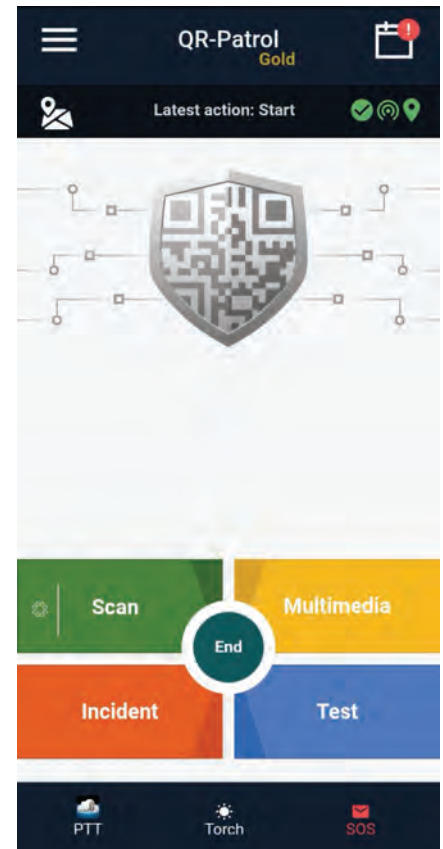 QR-Patrol
Gold
!
Latest action: Start
Scan
Multimedia
End
Incident
Test
PTT
Torch
SOS